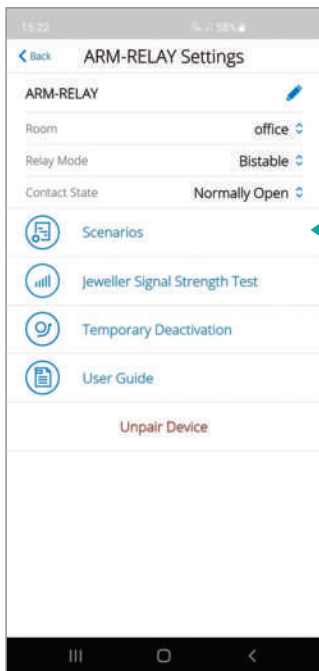 15:22 58%
Back ARM-RELAY Settings
ARM-RELAY
Room office
Relay Mode Bistable
Contact State Normally Open
Scenarios
Jeweller Signal Strength Test
Temporary Deactivation
User Guide
Unpair Device